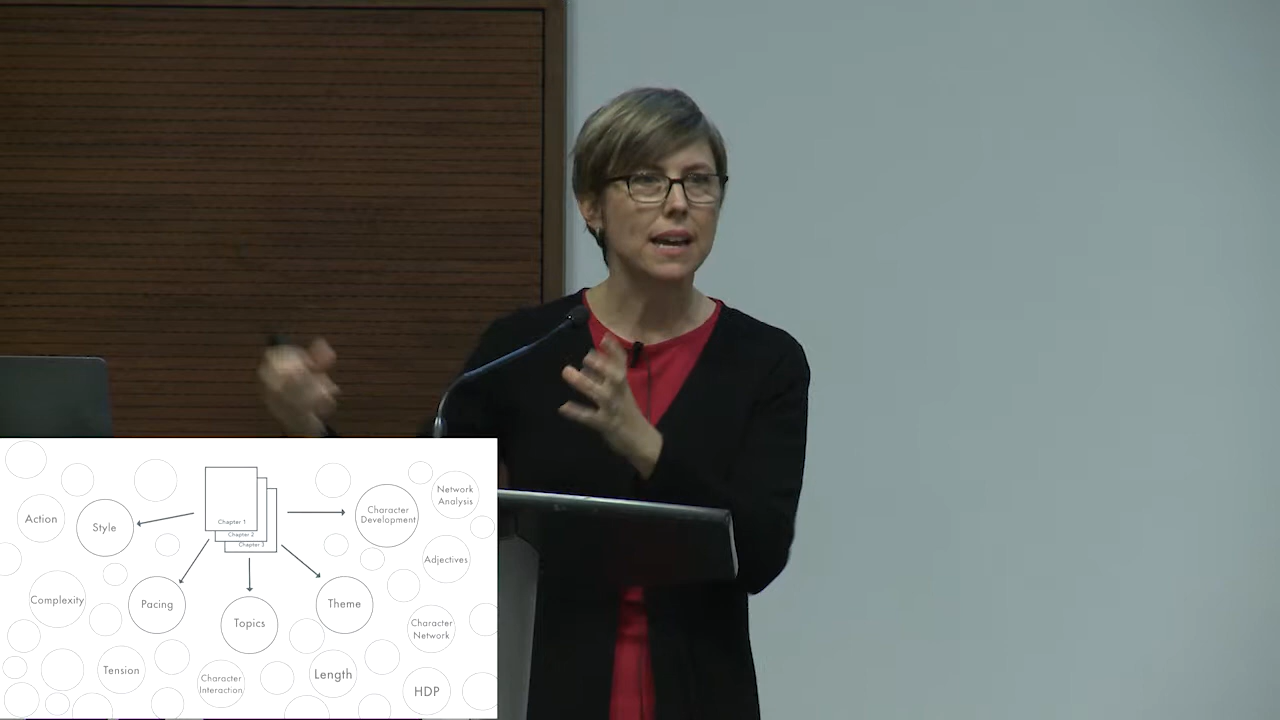 Network
Analysis
Action
Style
Character
Development
Chapter 1
Chapter 2
Chapter 3
Adjectives
Complexity
Pacing
Theme
Topics
Character
Network
Tension
Character
Interaction
Length
HDP